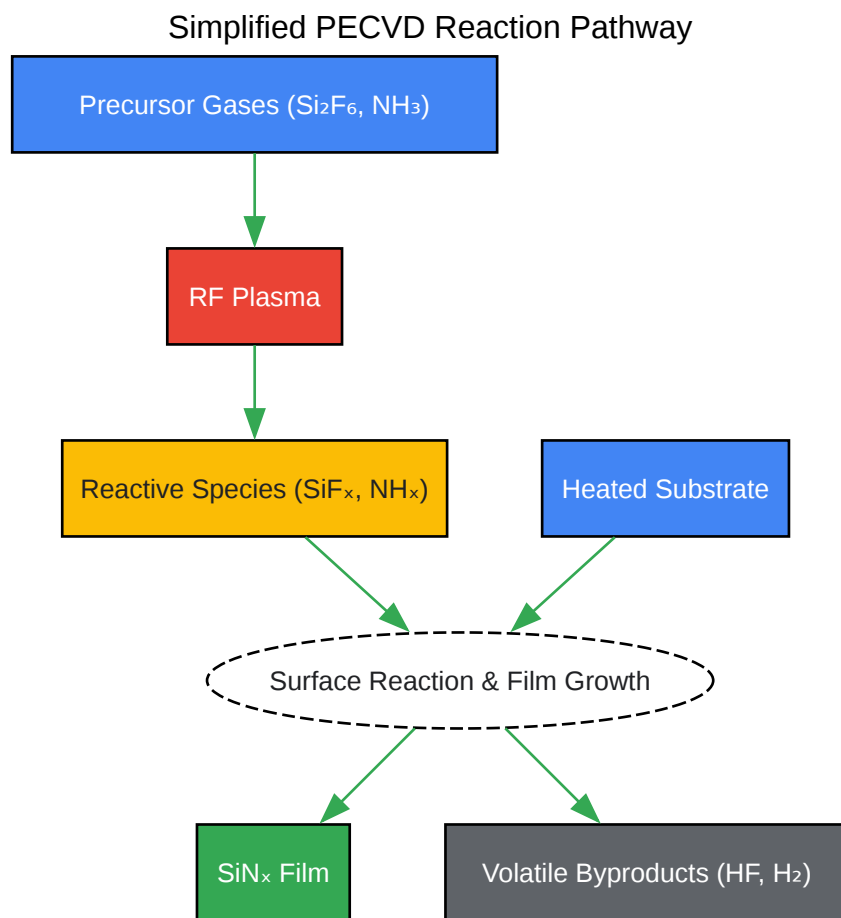 Simplified PECVD Reaction Pathway
Precursor Gases (Si₂F₆, NH₃)
RF Plasma
Reactive Species (SiFₓ, NHₓ)
Heated Substrate
Surface Reaction & Film Growth
SiNₓ Film
Volatile Byproducts (HF, H₂)